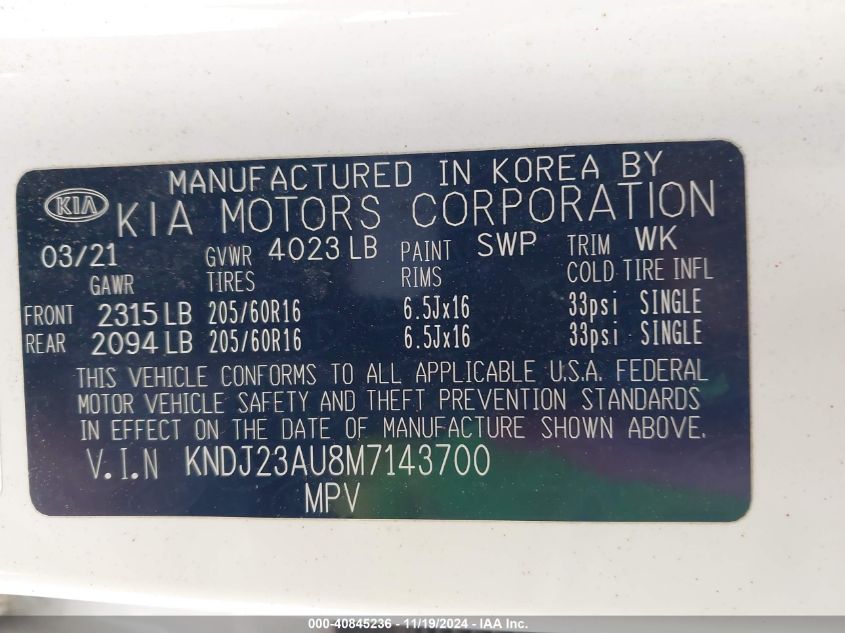 MANUFACTURED IN KOREA BY
KIA KIA MOTORS CORPORATION
03/21 GVWR 4023 LB PAINT SWP TRIM WK
GAWR TIRES RIMS COLD TIRE INFL
FRONT 2315 LB 205/60R16 6.5Jx16 33psi SINGLE
REAR 2094 LB 205/60R16 6.5Jx16 33psi SINGLE
THIS VEHICLE CONFORMS TO ALL APPLICABLE U.S.A. FEDERAL
MOTOR VEHICLE SAFETY AND THEFT PREVENTION STANDARDS
IN EFFECT ON THE DATE OF MANUFACTURE SHOWN ABOVE.
V.I.N KNDJ23AU8M7143700
MPV
000-40845236 - 11/19/2024 - IAA Inc.